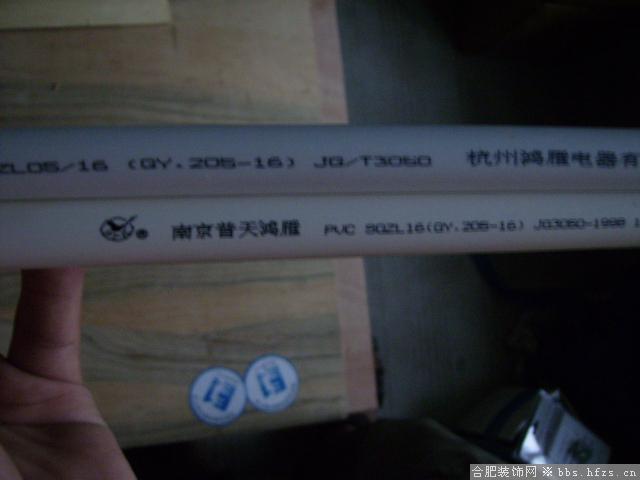 ZL05/16 (GY.205-16) JG/T3050 杭州鸿雁电器有
® 南京普天鸿雁 PVC SGZL16(GY.205-16) JG3050-1998
合肥装饰网 ※ bbs.hfzs.cn